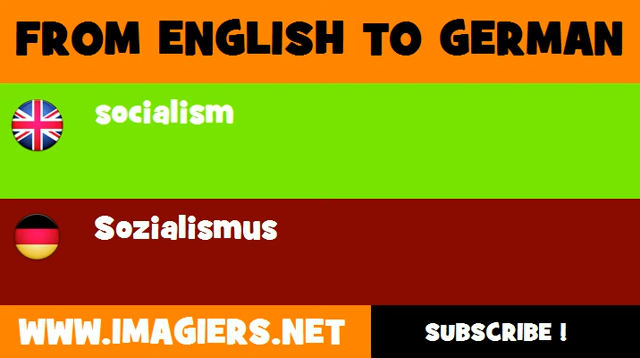 FROM ENGLISH TO GERMAN
socialism
Sozialismus
WWW.IMAGIERS.NET
SUBSCRIBE !